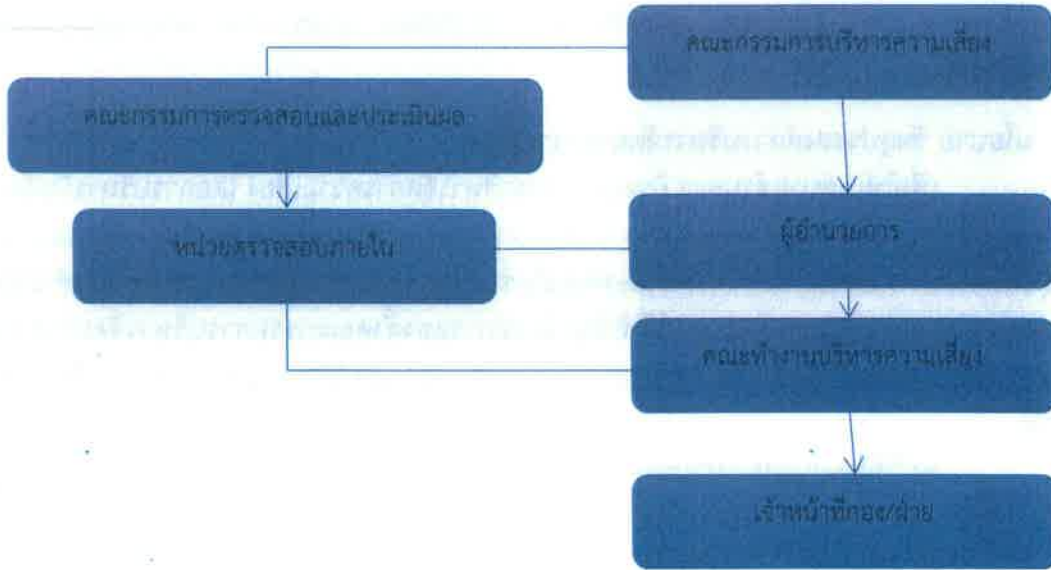 คณะกรรมการบริหารความเสี่ยง
คณะกรรมการตรวจสอบและประเมินผล
หน่วยตรวจสอบภายใน
ผู้อำนวยการ
คณะทำงานบริหารความเสี่ยง
เจ้าหน้าที่กอง/ฝ่าย